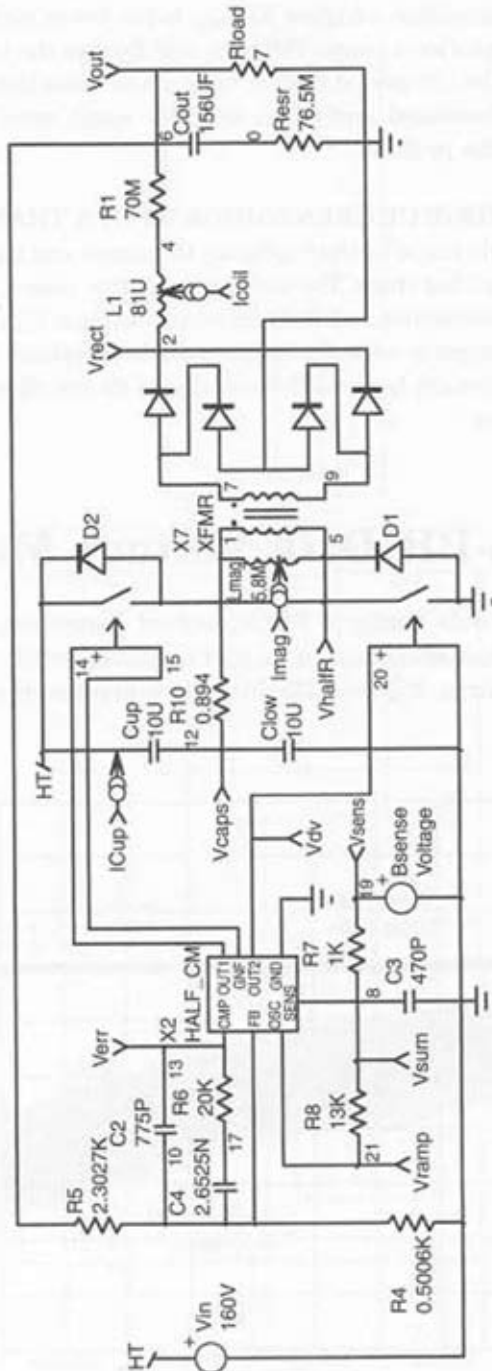 HT
Vin
160V
R5
2.3027K
C2
775P
10
13
C4
2.6525N
17
R6
20K
Verr
X2
HALF_CM
CMP OUT1
GNF
FB OUT2
OSC GND
SENS
R4
0.5006K
R8
13K
21
Vramp
Vsum
R7
1K
8
C3
470P
19
Vsens
Bsense
Voltage
Vdv
HT
ICup
Cup
10U
12
R10
0.894
Vcaps
Clow
10U
14
15
20
D2
D1
Lmag
5.8M
Imag
VhalfR
X7
XFMR
1
5
7
9
Vrect
2
L1
81U
Icoil
4
R1
70M
6
Cout
156UF
0
Resr
76.5M
Vout
Rload
7